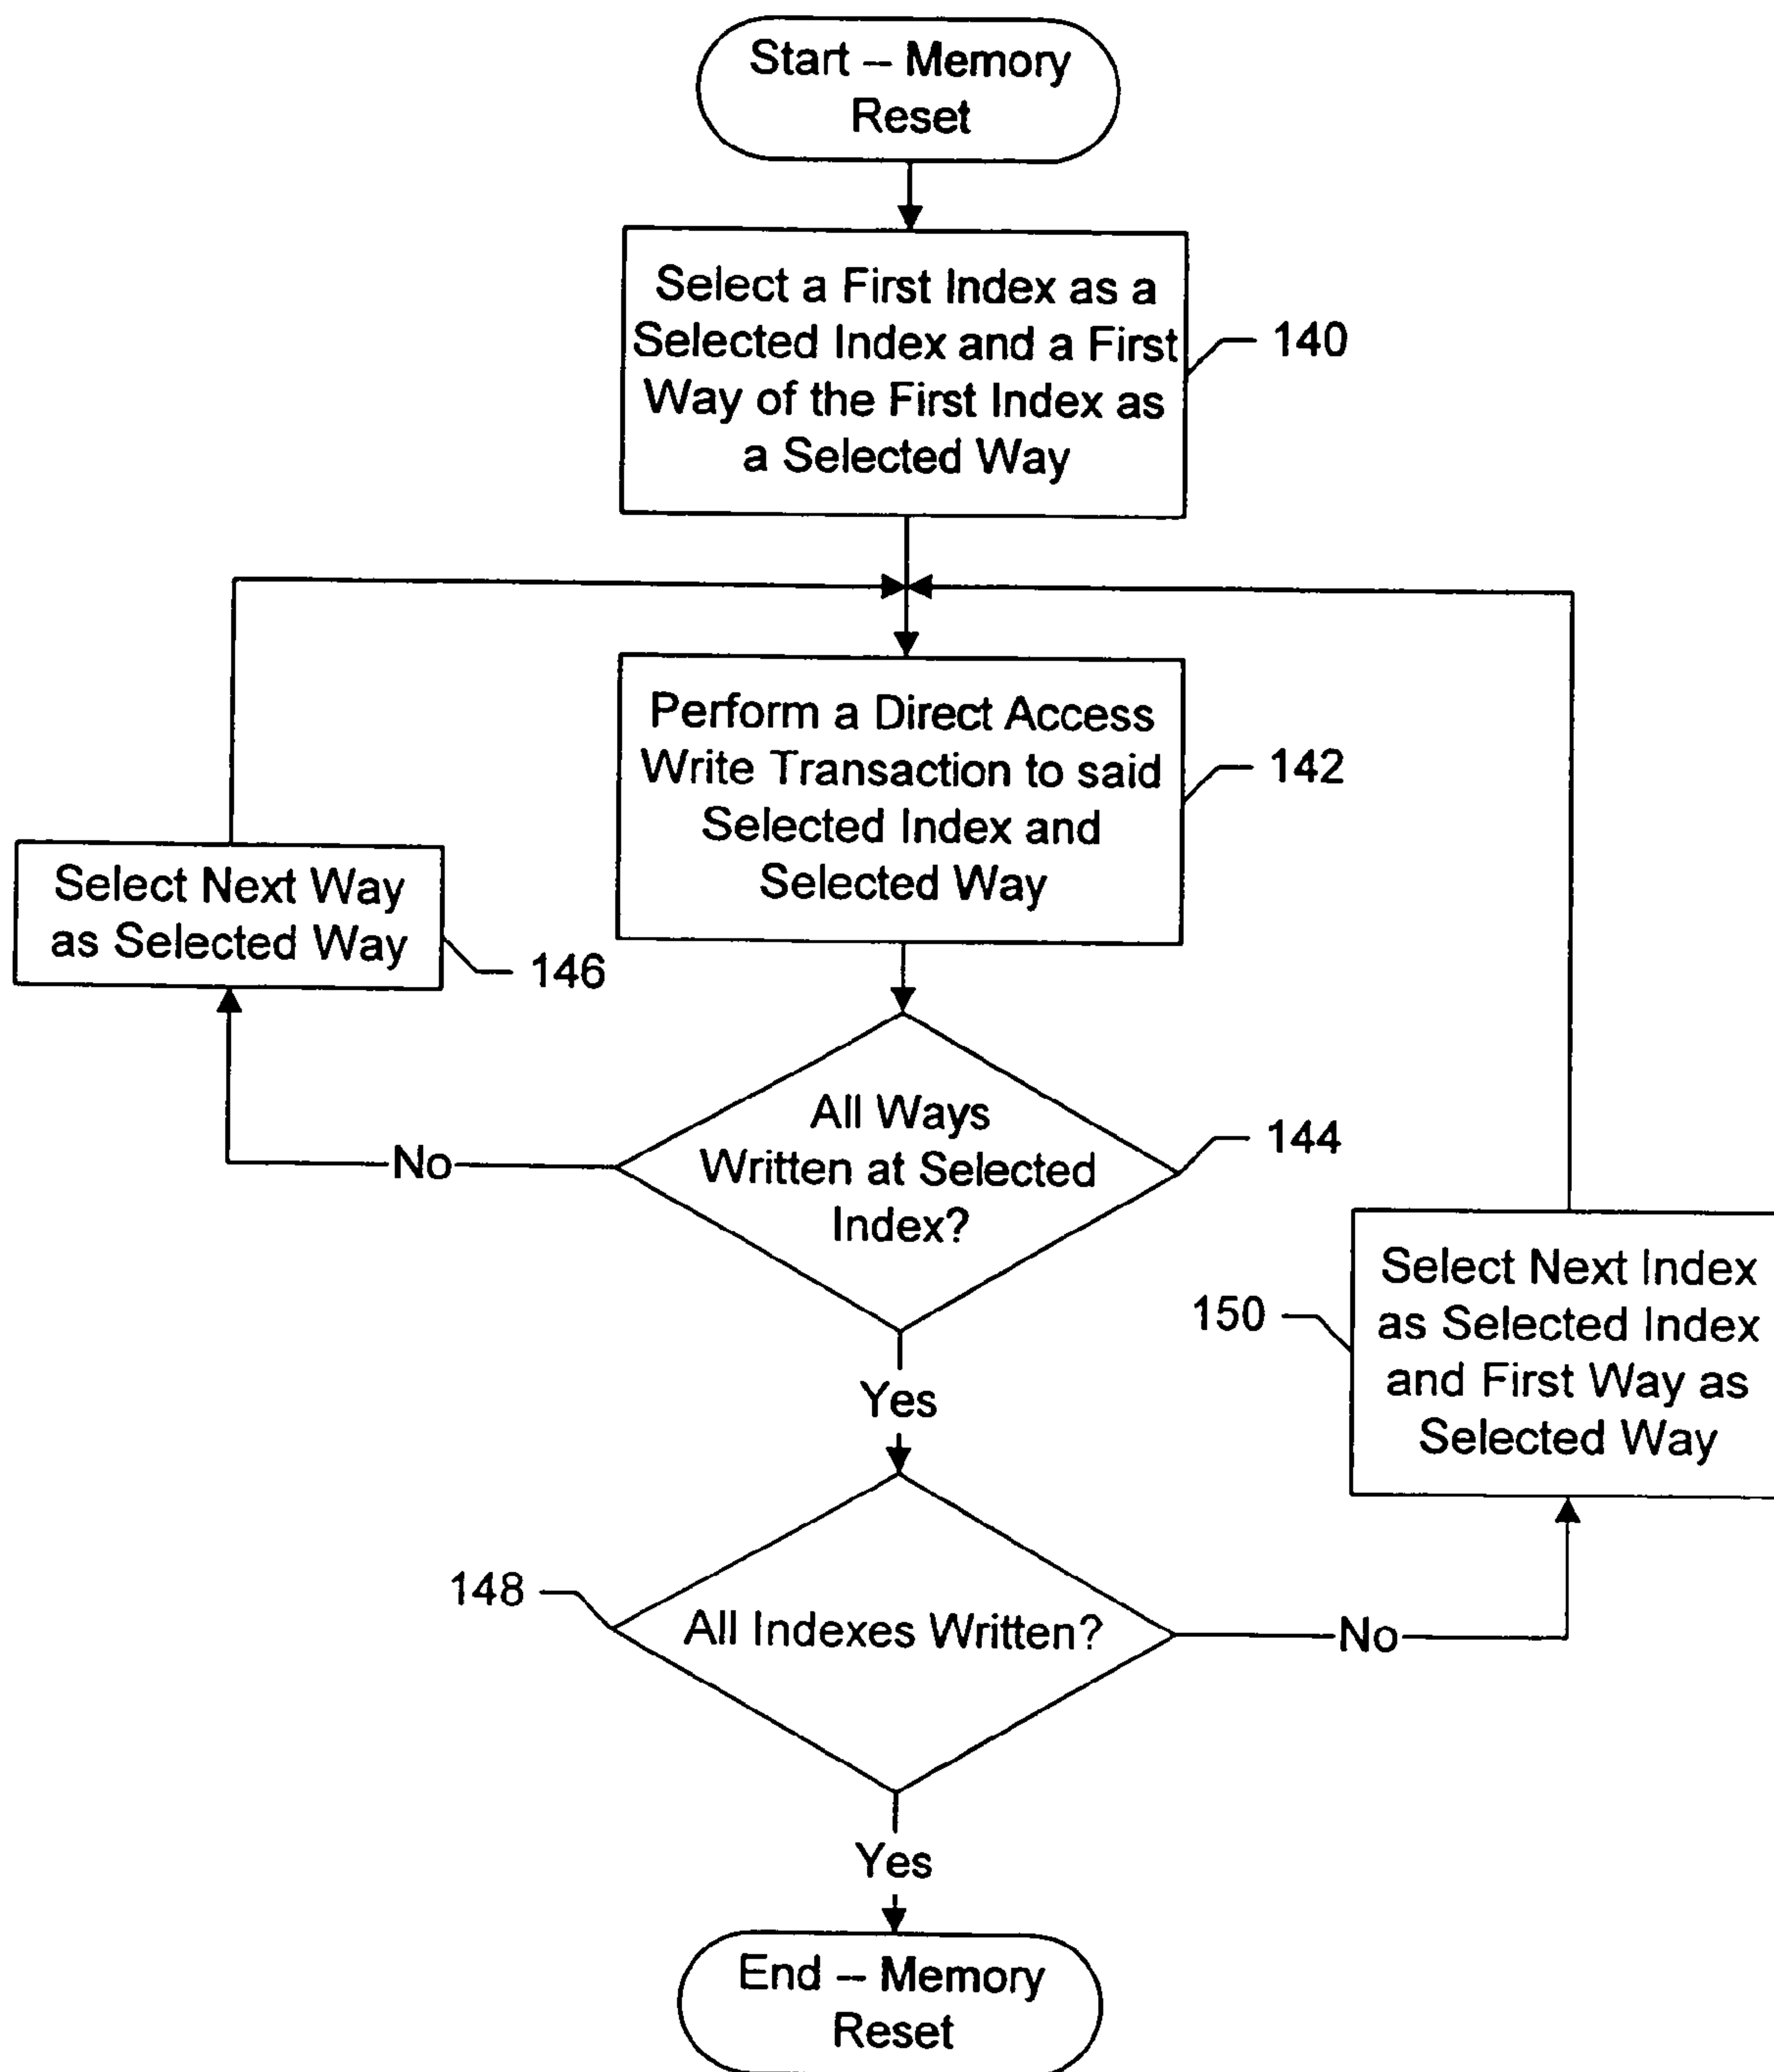 Start – Memory
Reset
Select a First Index as a
Selected Index and a First
Way of the First Index as
a Selected Way
140
Perform a Direct Access
Write Transaction to said
Selected Index and
Selected Way
142
Select Next Way
as Selected Way
146
All Ways
Written at Selected
Index?
144
No
Yes
Select Next Index
as Selected Index
and First Way as
Selected Way
150
All Indexes Written?
148
No
Yes
End – Memory
Reset